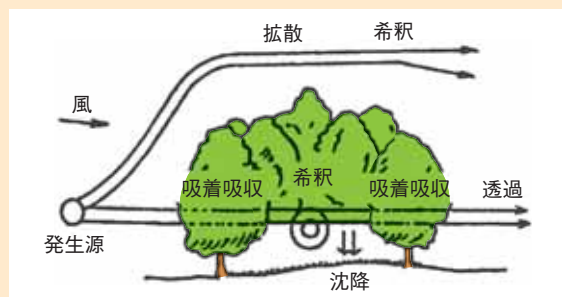 拡散 希釈
風
希釈
吸着吸収 吸着吸収 透過
発生源
沈降